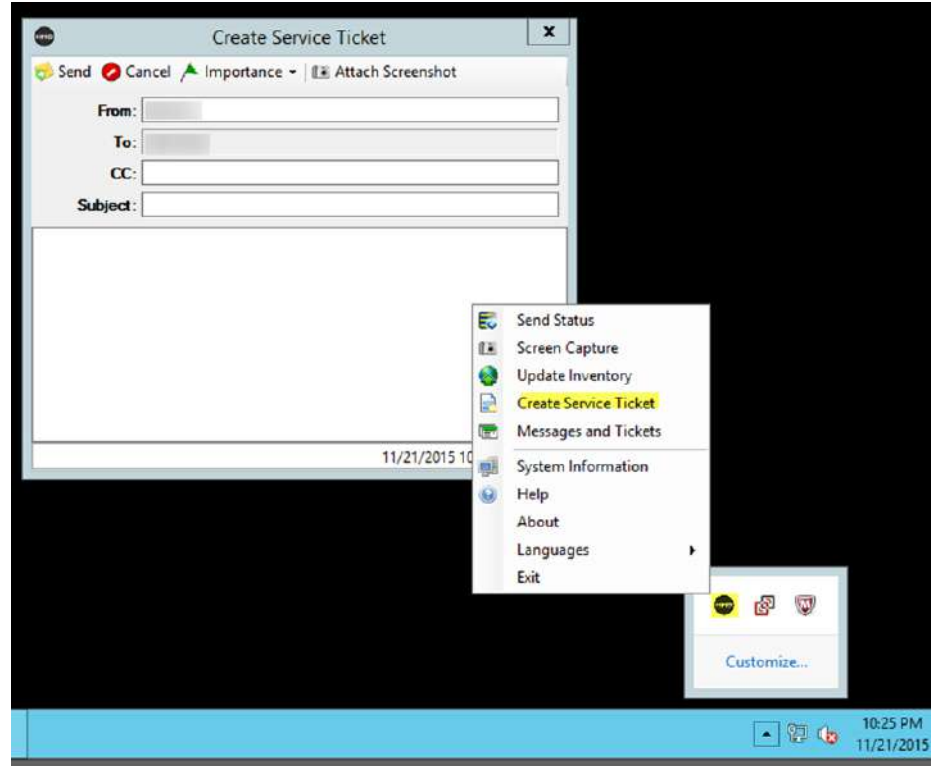 Create Service Ticket
x
Send Cancel Importance Attach Screenshot
From:
To:
CC:
Subject:
11/21/2015 10
Send Status
Screen Capture
Update Inventory
Create Service Ticket
Messages and Tickets
System Information
Help
About
Languages
Exit
Customize...
10:25 PM
11/21/2015